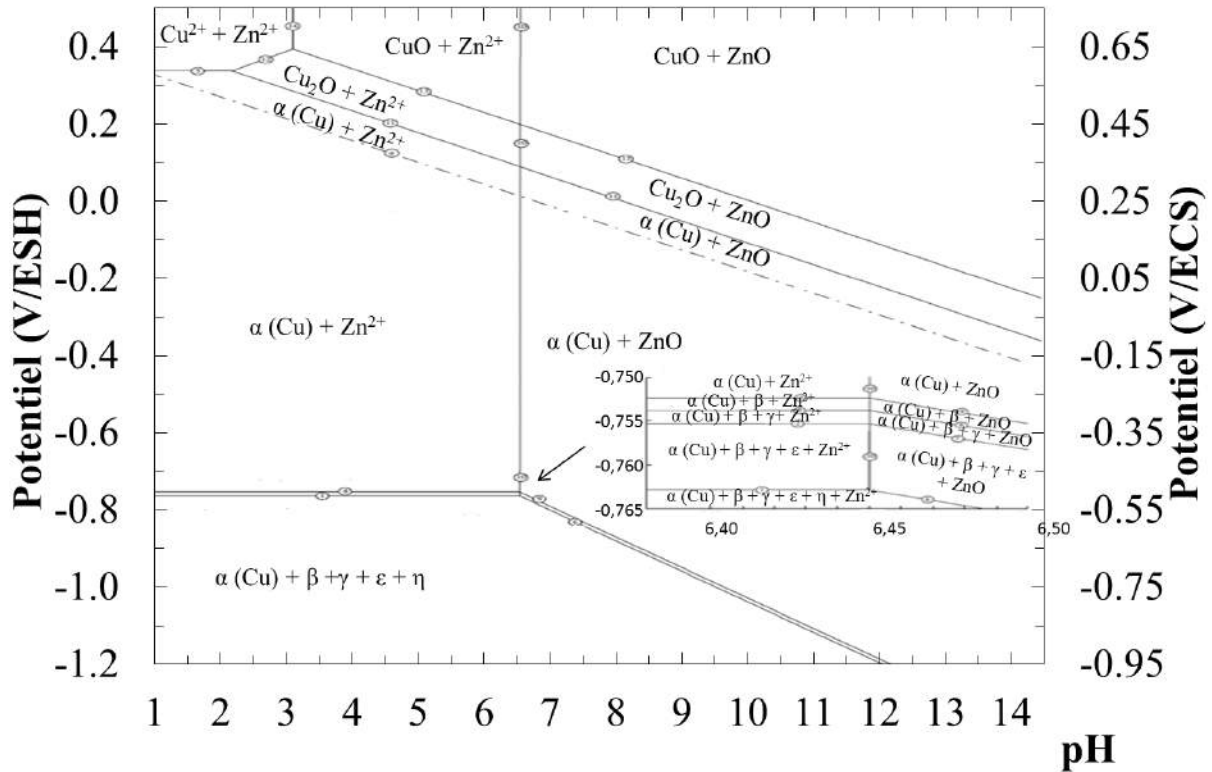 Cu²⁺ + Zn²⁺
CuO + Zn²⁺
CuO + ZnO
Cu₂O + Zn²⁺
α (Cu) + Zn²⁺
Cu₂O + ZnO
α (Cu) + ZnO
α (Cu) + Zn²⁺
α (Cu) + ZnO
α (Cu) + β +γ + ε + η
0.4
0.2
0.0
-0.2
-0.4
-0.6
-0.8
-1.0
-1.2
Potentiel (V/ESH)
0.65
0.45
0.25
0.05
-0.15
-0.35
-0.55
-0.75
-0.95
Potentiel (V/ECS)
-0,750
-0,755
-0,760
-0,765
α (Cu) + Zn²⁺
α (Cu) + β + Zn²⁺
α (Cu) + β + γ+ Zn²⁺
α (Cu) + β + γ + ε + Zn²⁺
α (Cu) + β + γ + ε + η + Zn²⁺
α (Cu) + ZnO
α (Cu) + β + ZnO
α (Cu) + β + γ + ZnO
α (Cu) + β + γ + ε
+ ZnO
6,40 6,45 6,50
1 2 3 4 5 6 7 8 9 10 11 12 13 14
pH